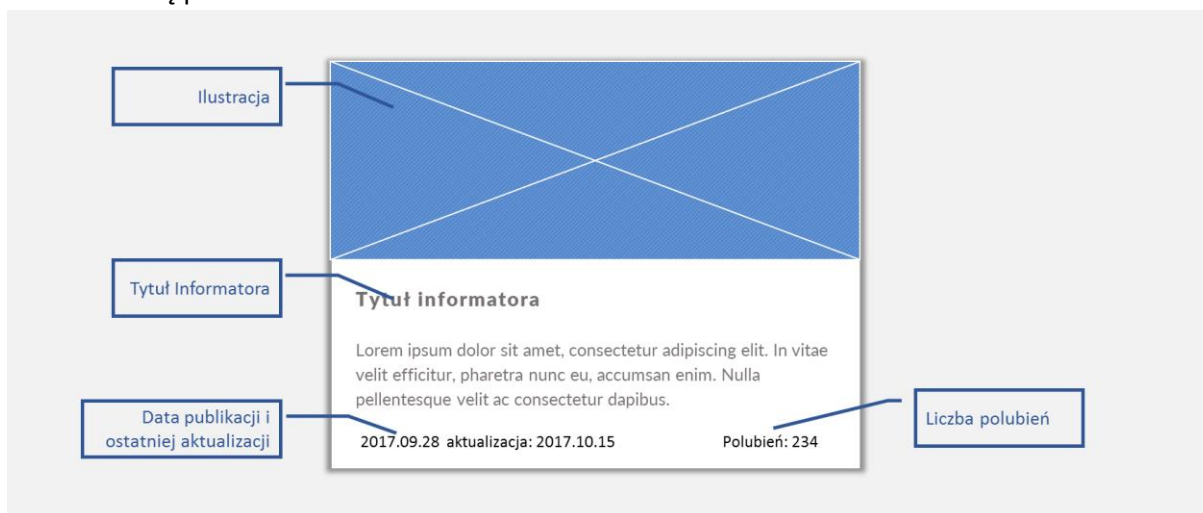 Ilustracja
Tytuł Informatora
Tytuł informatora
Lorem ipsum dolor sit amet, consectetur adipiscing elit. In vitae
velit efficitur, pharetra nunc eu, accumsan enim. Nulla
pellentesque velit ac consectetur dapibus.
Data publikacji i
ostatniej aktualizacji
2017.09.28 aktualizacja: 2017.10.15
Polubień: 234
Liczba polubień